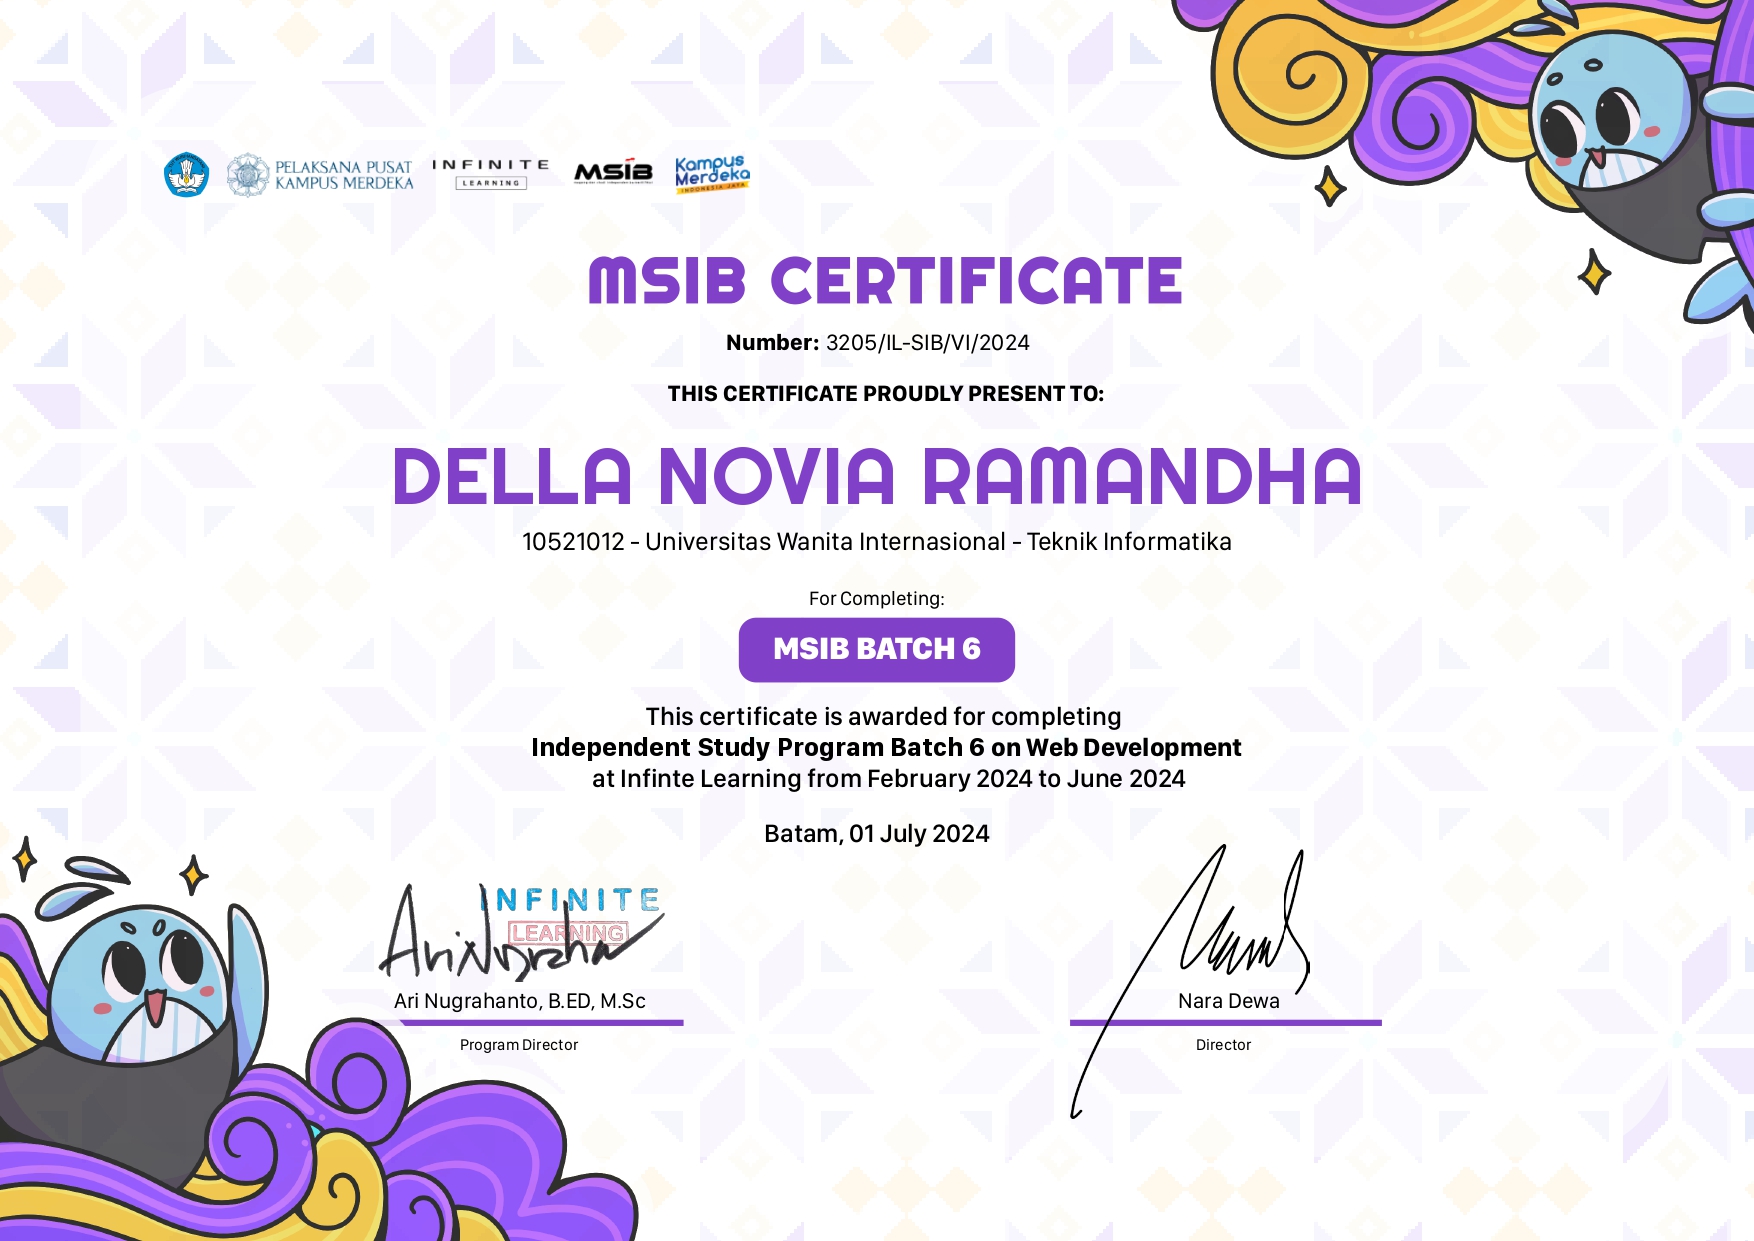 PELAKSANA PUSAT
KAMPUS MERDEKA
INFINITE
LEARNING
MSIB
Kampus
Merdeka
INDONESIA JAYA
MSIB CERTIFICATE
Number: 3205/IL-SIB/VI/2024
THIS CERTIFICATE PROUDLY PRESENT TO:
DELLA NOVIA RAMANDHA
10521012 - Universitas Wanita Internasional - Teknik Informatika
For Completing:
MSIB BATCH 6
This certificate is awarded for completing
Independent Study Program Batch 6 on Web Development
at Infinte Learning from February 2024 to June 2024
Batam, 01 July 2024
INFINITE
LEARNING
Ari Nugrahanto, B.ED, M.Sc
Program Director
Nara Dewa
Director